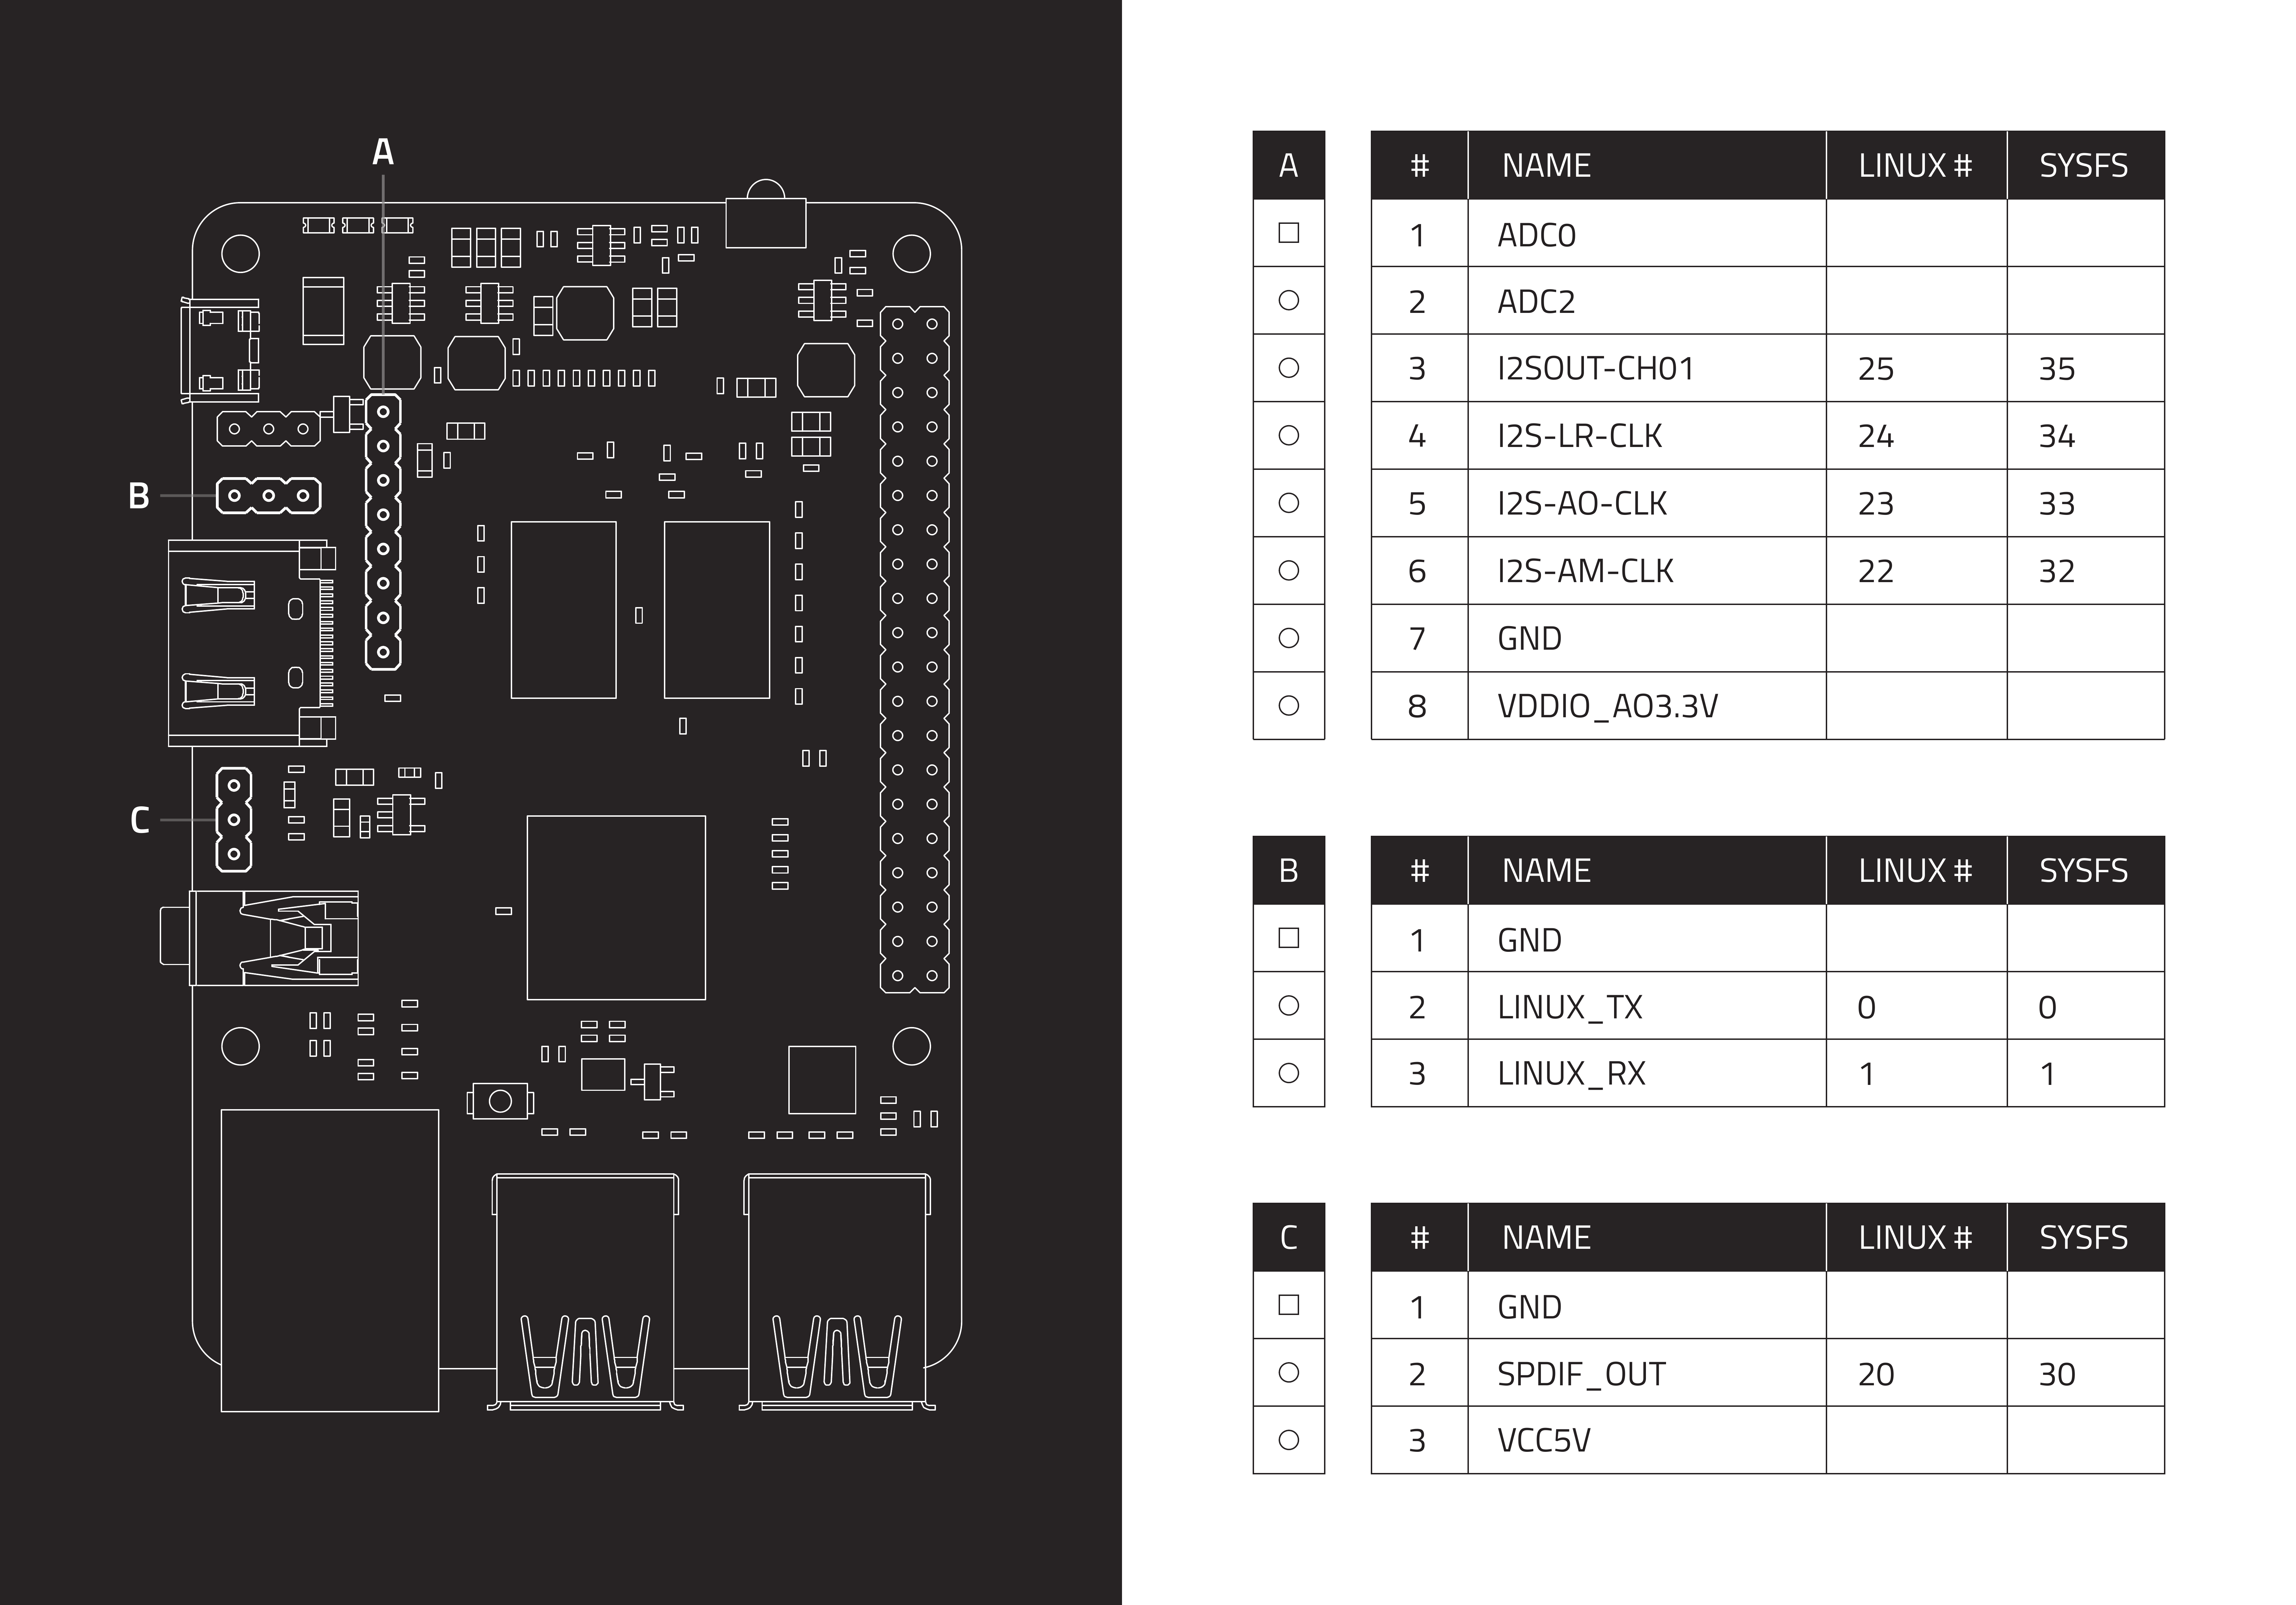 A
B
C
A # NAME LINUX # SYSFS
1 ADC0
2 ADC2
3 I2SOUT-CH01 25 35
4 I2S-LR-CLK 24 34
5 I2S-AO-CLK 23 33
6 I2S-AM-CLK 22 32
7 GND
8 VDDIO_AO3.3V
B # NAME LINUX # SYSFS
1 GND
2 LINUX_TX 0 0
3 LINUX_RX 1 1
C # NAME LINUX # SYSFS
1 GND
2 SPDIF_OUT 20 30
3 VCC5V